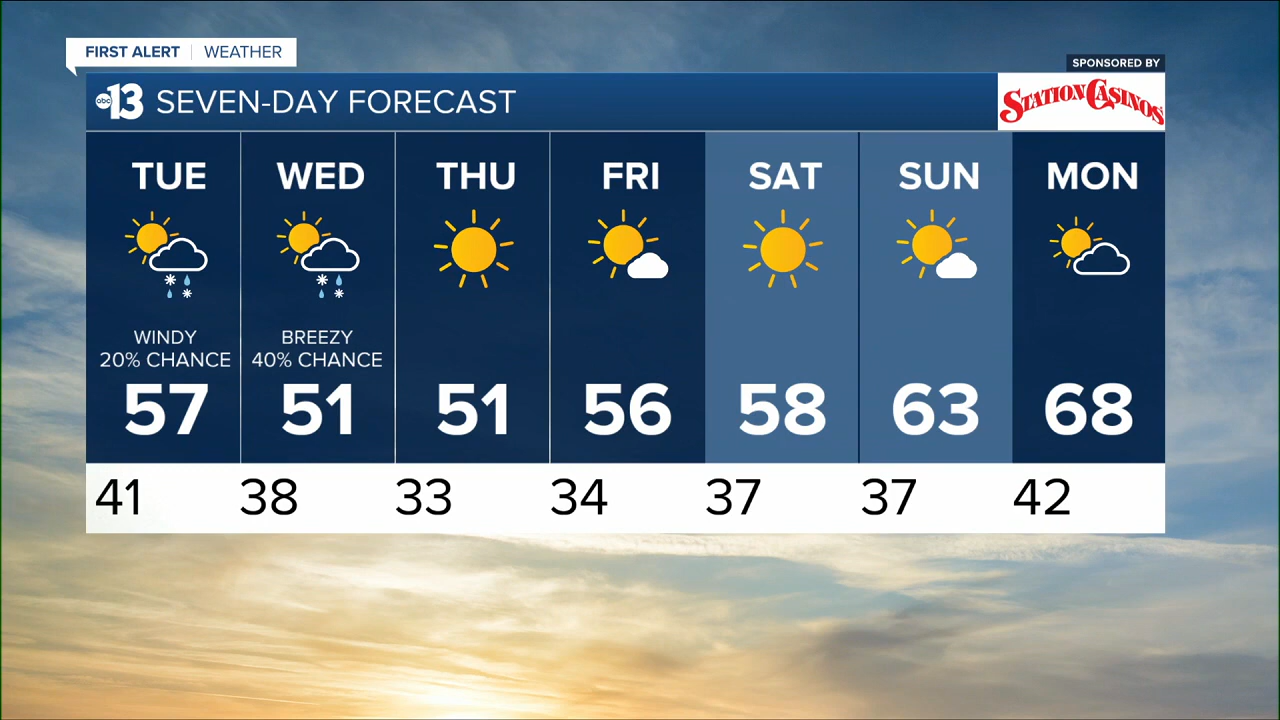 FIRST ALERT | WEATHER
SPONSORED BY
abc 13 SEVEN-DAY FORECAST
STATION CASINOS
TUE WED THU FRI SAT SUN MON
WINDY BREEZY
20% CHANCE 40% CHANCE
57 51 51 56 58 63 68
41 38 33 34 37 37 42